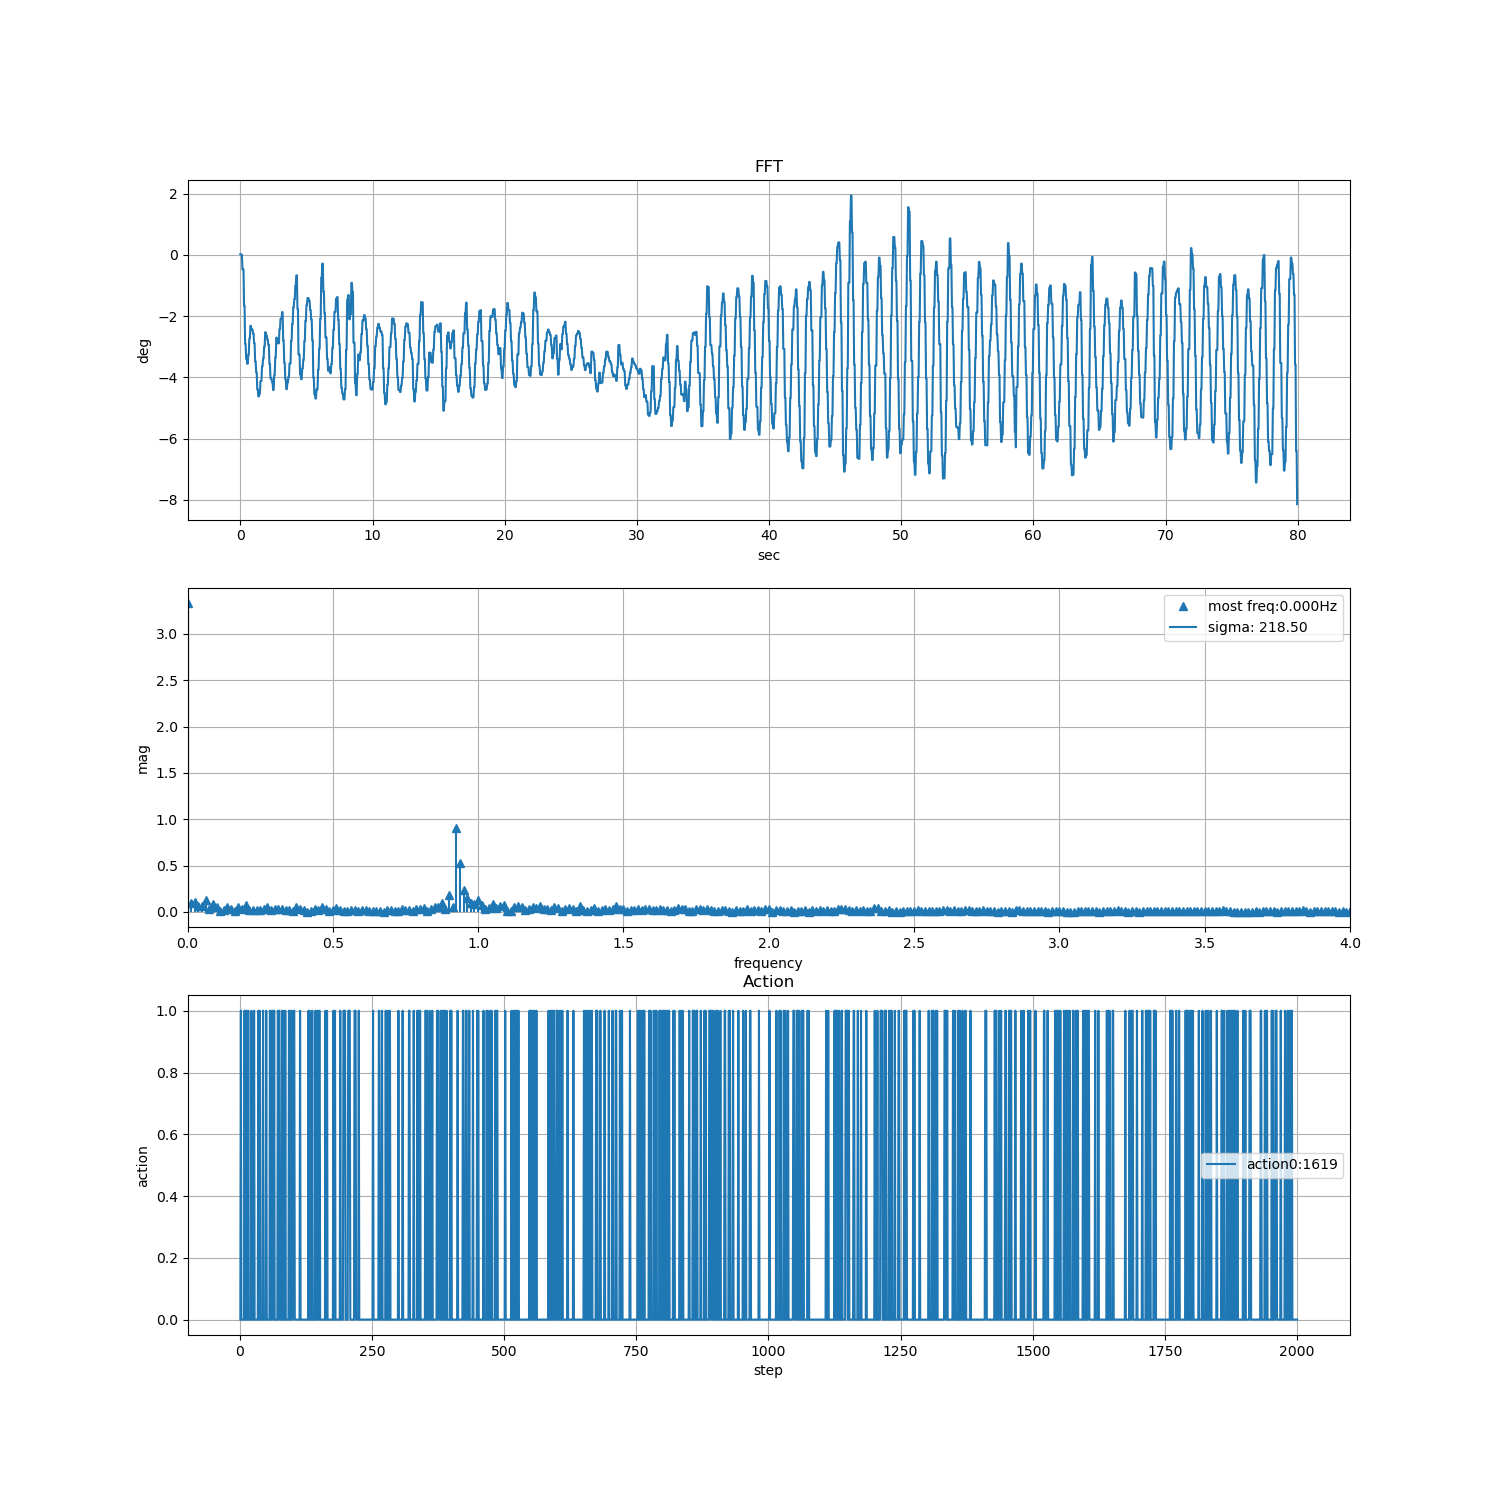 FFT
2
0
−2
−4
−6
−8
deg
0 10 20 30 40 50 60 70 80
sec
most freq:0.000Hz
sigma: 218.50
3.0
2.5
2.0
1.5
1.0
0.5
0.0
mag
0.0 0.5 1.0 1.5 2.0 2.5 3.0 3.5 4.0
frequency
Action
1.0
0.8
0.6
0.4
0.2
0.0
action
action0:1619
0 250 500 750 1000 1250 1500 1750 2000
step